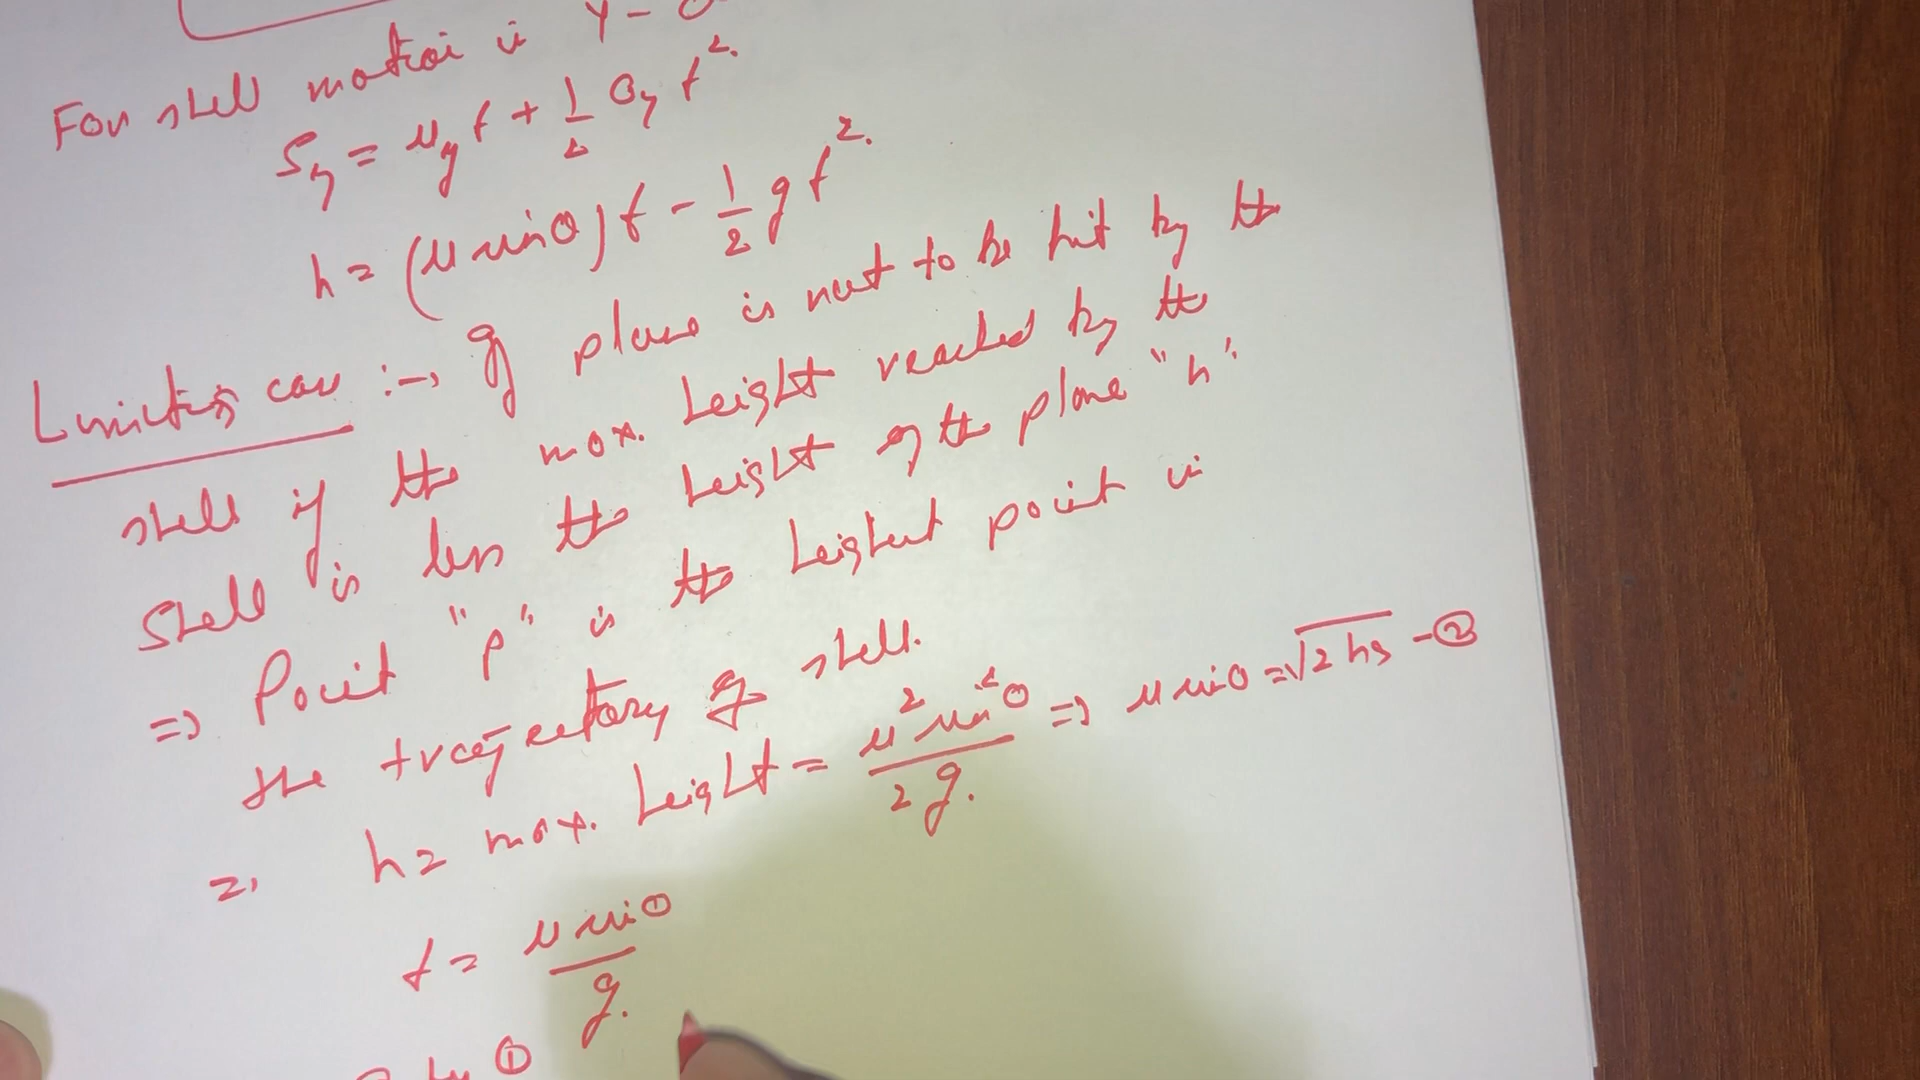 For shell motion in Y-
S_y = u_y t + 1/2 a_y t².
h = (u sinθ) t - 1/2 g t².
Limiting case :→ If plane is not to be hit by the
shell if the max. height reached by the
shell is less the height of the plane "h".
⇒ Point "P" is the heighest point in
the trajectory of shell.
⇒ h = max. height = u² sin²θ / 2g. ⇒ u sinθ = √2hg - ②
t = u sinθ / g.
①